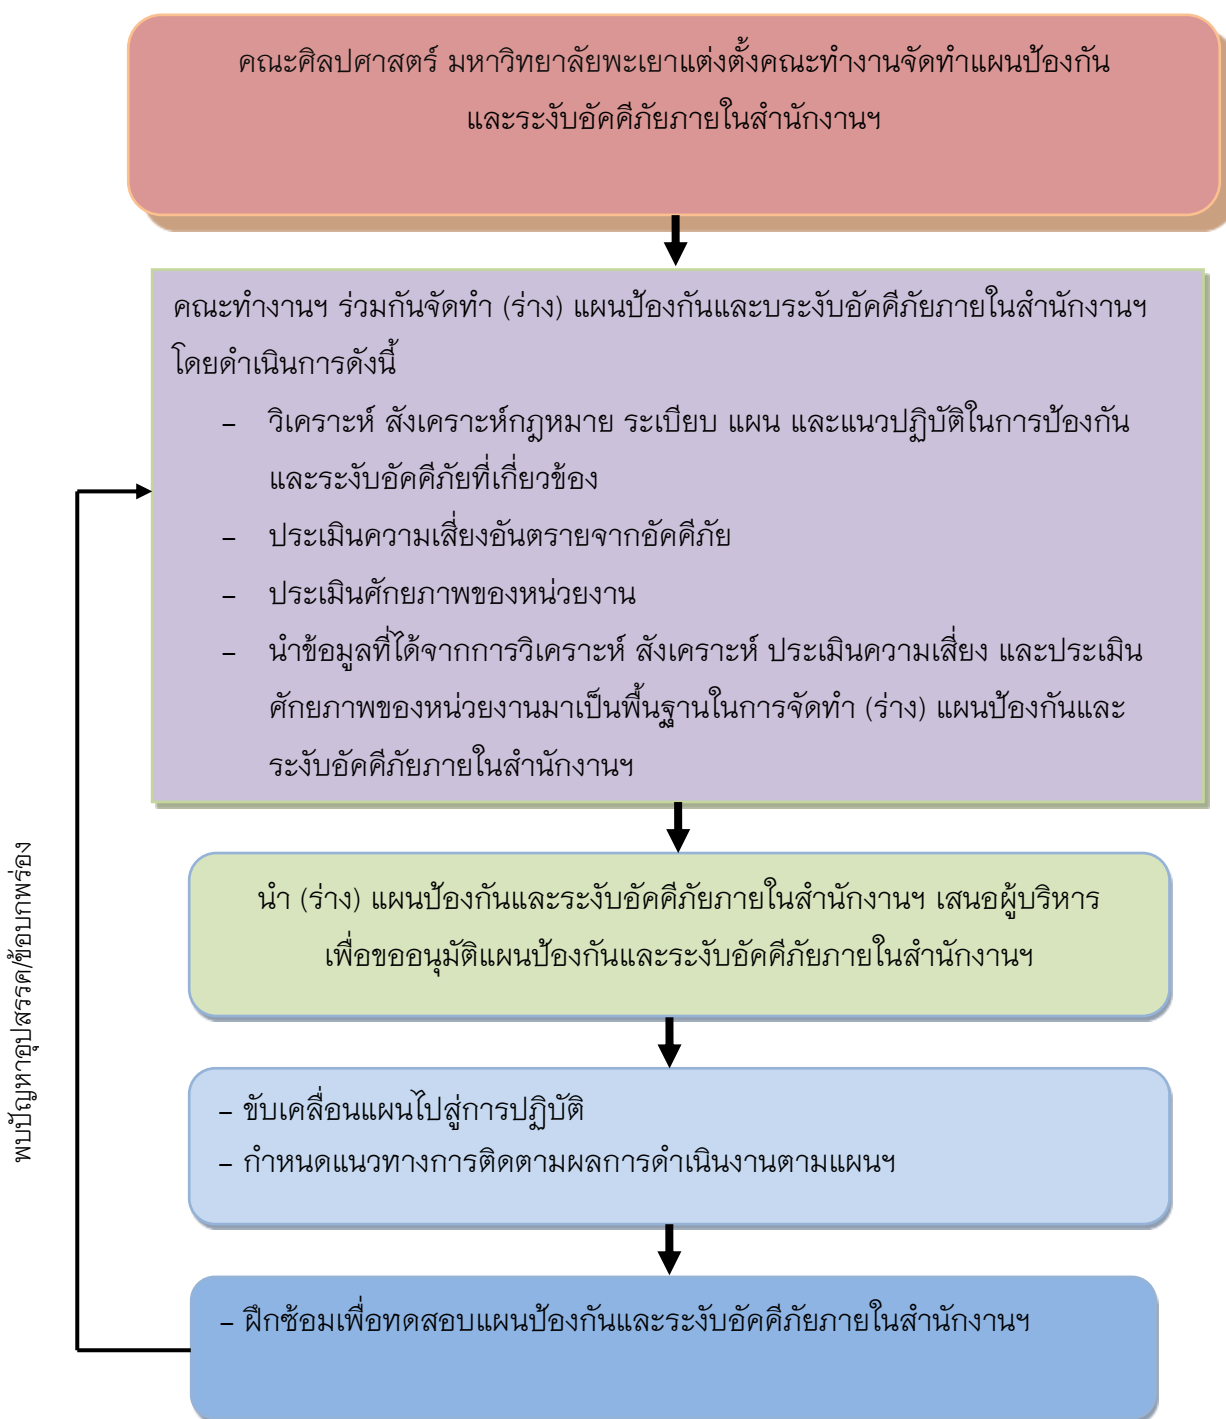 คณะศิลปศาสตร์ มหาวิทยาลัยพะเยาแต่งตั้งคณะทำงานจัดทำแผนป้องกัน
และระงับอัคคีภัยภายในสำนักงานฯ
คณะทำงานฯ ร่วมกันจัดทำ (ร่าง) แผนป้องกันและบระงับอัคคีภัยภายในสำนักงานฯ
โดยดำเนินการดังนี้
– วิเคราะห์ สังเคราะห์กฎหมาย ระเบียบ แผน และแนวปฏิบัติในการป้องกัน
และระงับอัคคีภัยที่เกี่ยวข้อง
– ประเมินความเสี่ยงอันตรายจากอัคคีภัย
– ประเมินศักยภาพของหน่วยงาน
– นำข้อมูลที่ได้จากการวิเคราะห์ สังเคราะห์ ประเมินความเสี่ยง และประเมิน
ศักยภาพของหน่วยงานมาเป็นพื้นฐานในการจัดทำ (ร่าง) แผนป้องกันและ
ระงับอัคคีภัยภายในสำนักงานฯ
นำ (ร่าง) แผนป้องกันและระงับอัคคีภัยภายในสำนักงานฯ เสนอผู้บริหาร
เพื่อขออนุมัติแผนป้องกันและระงับอัคคีภัยภายในสำนักงานฯ
– ขับเคลื่อนแผนไปสู่การปฏิบัติ
– กำหนดแนวทางการติดตามผลการดำเนินงานตามแผนฯ
– ฝึกซ้อมเพื่อทดสอบแผนป้องกันและระงับอัคคีภัยภายในสำนักงานฯ
พบปัญหาอุปสรรค/ข้อบกพร่อง